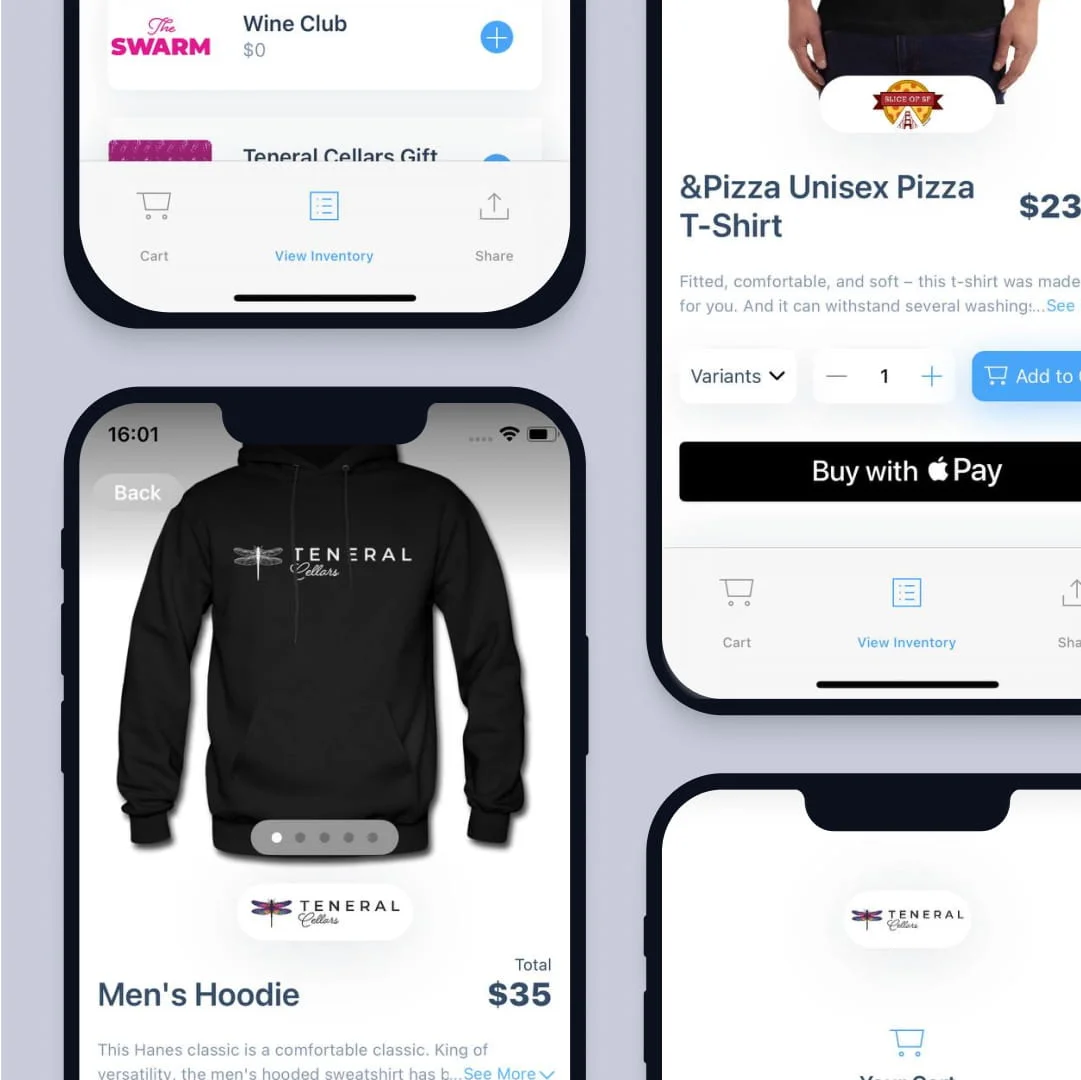 The
SWARM
Wine Club
$0
Teneral Cellars Gift
Cart
View Inventory
Share
16:01
Back
TENERAL
Cellars
TENERAL
Cellars
Total
Men's Hoodie
$35
This Hanes classic is a comfortable classic. King of
versatility, the men's hooded sweatshirt has b...See More
SLICE OF SF
&Pizza Unisex Pizza
T-Shirt
$23
Fitted, comfortable, and soft – this t-shirt was made
for you. And it can withstand several washings...See
Variants
1
Add to
Buy with Pay
Cart
View Inventory
Sha
TENERAL
Cellars
Your Cart